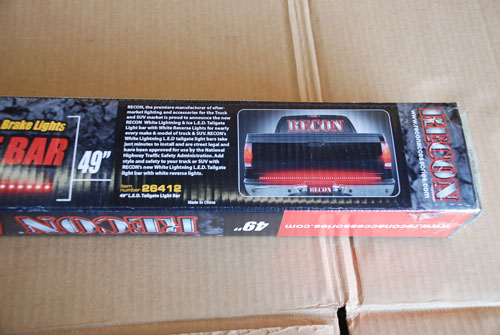 Brake Lights
BAR
49"
RECON, the premiere manufacturer of after-
market lighting and accessories for the Truck
and SUV market is proud to announce the new
RECON White Lightning & Ice L.E.D. Tailgate
Light bar with White Reverse Lights for nearly
every make & model of truck & SUV. RECON's
White Lightning L.E.D tailgate light bars take
just minutes to install and are street legal and
have been approved for use by the National
Highway Traffic Safety Administration. Add
style and safety to your truck or SUV with
RECON's new White Lightning L.E.D. Tailgate
light bar with white reverse lights.
item number 26412
49" L.E.D. Tailgate Light Bar
Made in China
RECON
RECON
RECON
www.reconaccessories.com
RECON
49"
www.reconaccessories.com